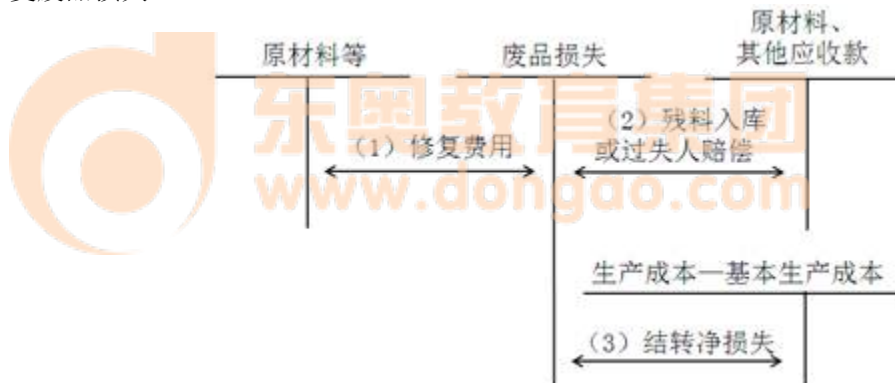 原材料、
原材料等 废品损失 其他应收款
东奥教育集团
（2）残料入库
（1）修复费用 或过失人赔偿
www.dongao.com
生产成本—基本生产成本
（3）结转净损失